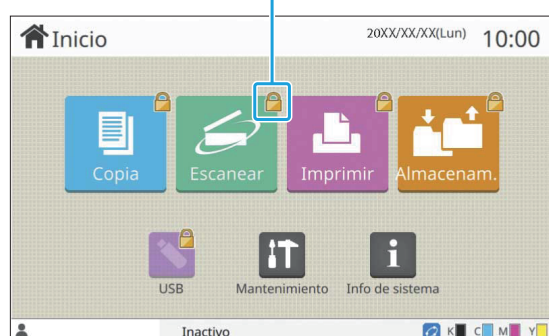 Inicio
20XX/XX/XX(Lun)
10:00
Copia
Escanear
Imprimir
Almacenam.
USB
Mantenimiento
Info de sistema
Inactivo
K C M Y